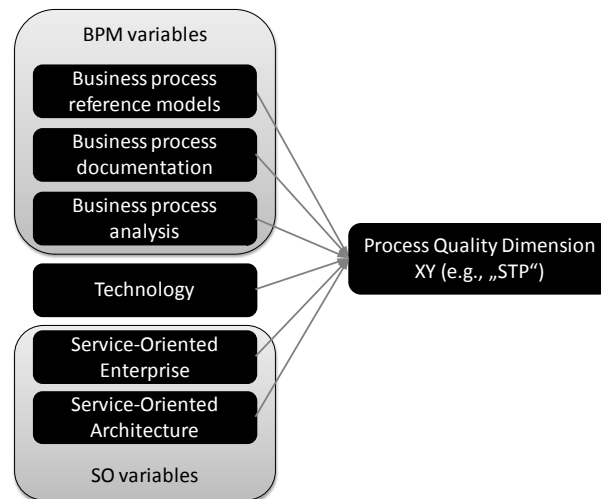 BPM variables
Business process
reference models
Business process
documentation
Business process
analysis
Process Quality Dimension
XY (e.g., „STP“)
Technology
Service-Oriented
Enterprise
Service-Oriented
Architecture
SO variables